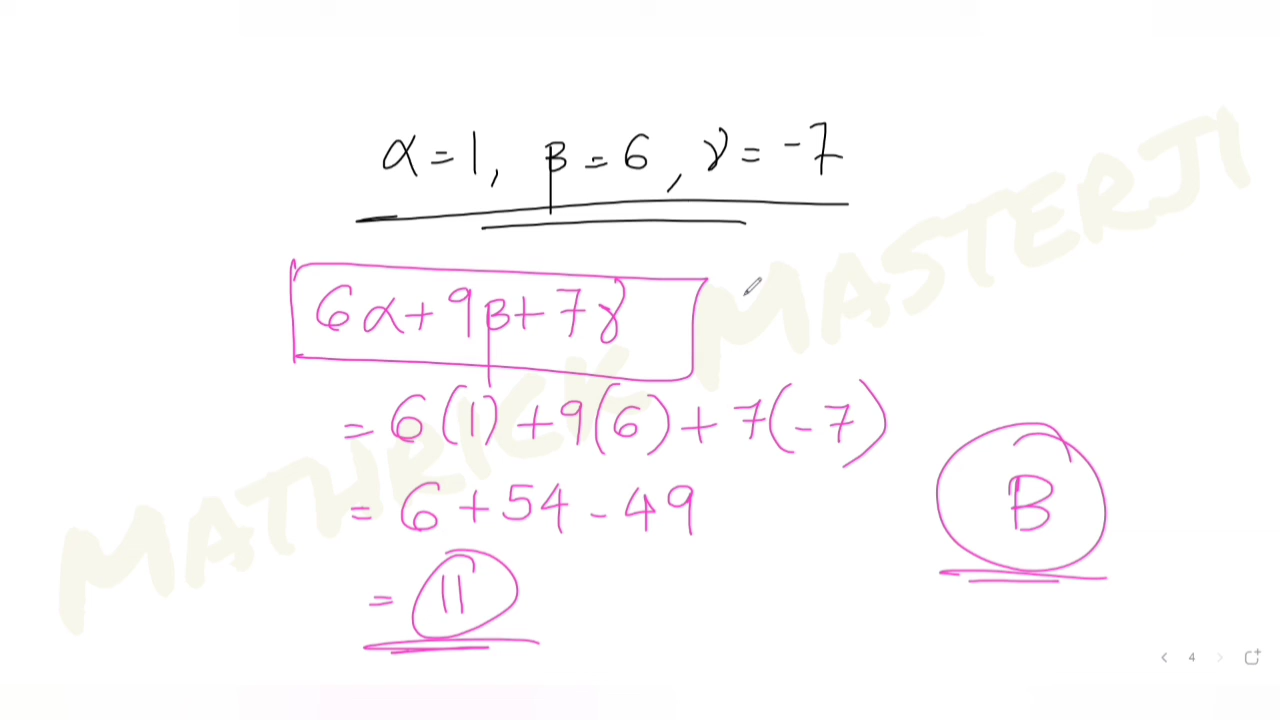 α = 1, β = 6, γ = -7
6α + 9β + 7γ
= 6(1) + 9(6) + 7(-7)
= 6 + 54 - 49
= 11
B
MATHRICK MASTERJI
< 4 >